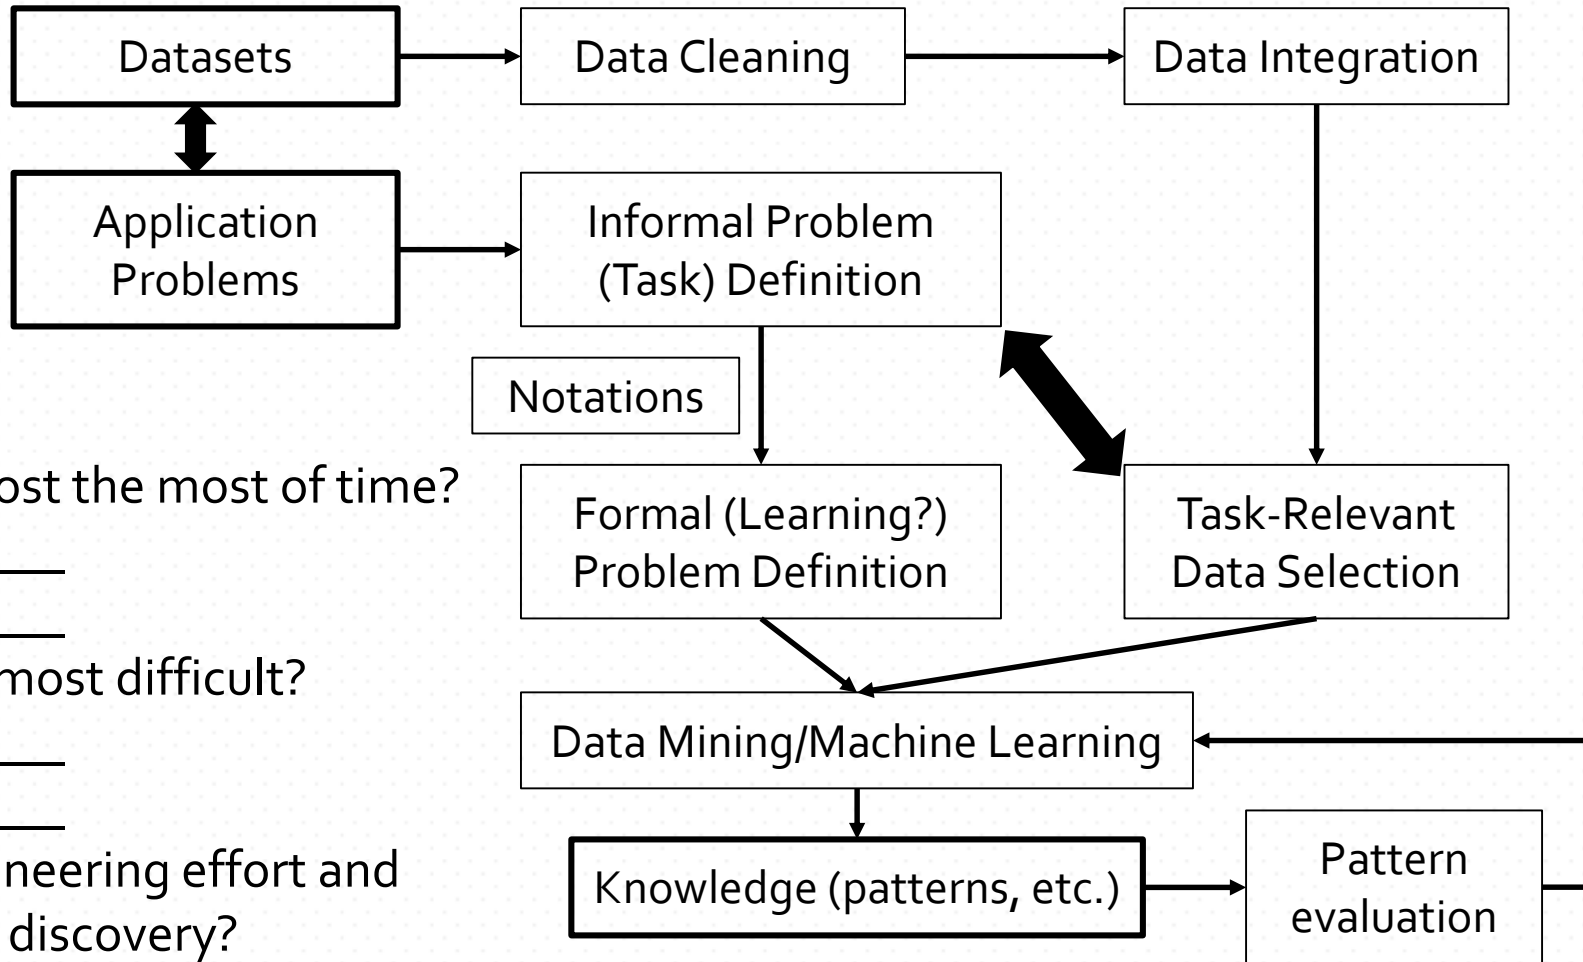 Datasets
Data Cleaning
Data Integration
Application
Problems
Informal Problem
(Task) Definition
Notations
ost the most of time?
Formal (Learning?)
Problem Definition
Task-Relevant
Data Selection
most difficult?
Data Mining/Machine Learning
neering effort and
discovery?
Knowledge (patterns, etc.)
Pattern
evaluation